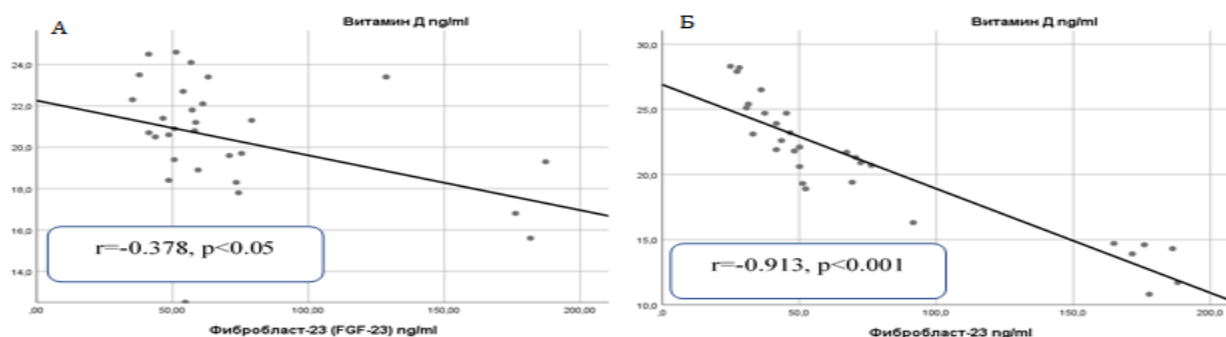 А
Витамин Д ng/ml
24,0
22,0
20,0
18,0
16,0
14,0
r=-0.378, p<0.05
,00
50,00
100,00
150,00
200,00
Фибробласт-23 (FGF-23) ng/ml
Б
Витамин Д ng/ml
30,0
25,0
20,0
15,0
10,0
r=-0.913, p<0.001
,0
50,0
100,0
150,0
200,0
Фибробласт-23 ng/ml